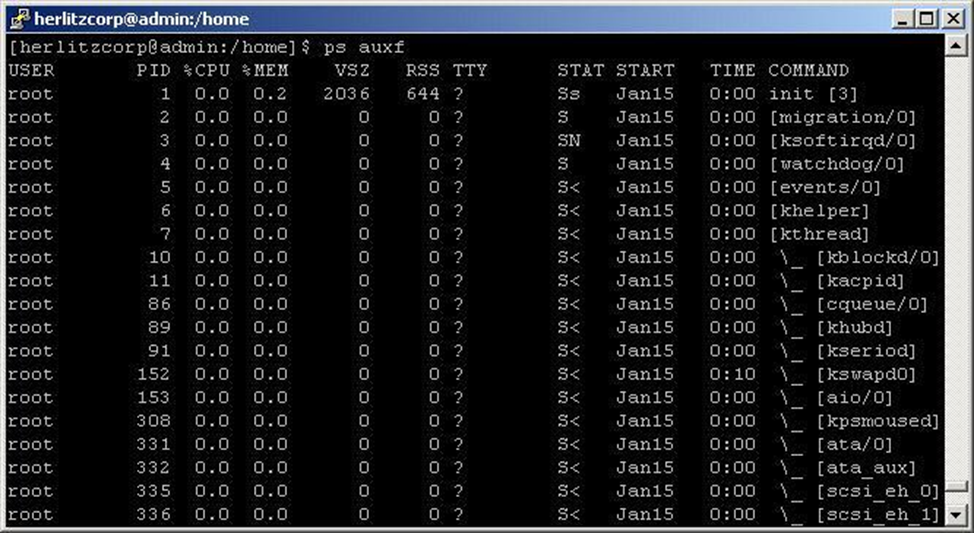 herlitzcorp@admin:/home
[herlitzcorp@admin:/home]$ ps auxf
USER PID %CPU %MEM VSZ RSS TTY STAT START TIME COMMAND
root 1 0.0 0.2 2036 644 ? Ss Jan15 0:00 init [3]
root 2 0.0 0.0 0 0 ? S Jan15 0:00 [migration/0]
root 3 0.0 0.0 0 0 ? SN Jan15 0:00 [ksoftirqd/0]
root 4 0.0 0.0 0 0 ? S Jan15 0:00 [watchdog/0]
root 5 0.0 0.0 0 0 ? S< Jan15 0:00 [events/0]
root 6 0.0 0.0 0 0 ? S< Jan15 0:00 [khelper]
root 7 0.0 0.0 0 0 ? S< Jan15 0:00 [kthread]
root 10 0.0 0.0 0 0 ? S< Jan15 0:00 \_ [kblockd/0]
root 11 0.0 0.0 0 0 ? S< Jan15 0:00 \_ [kacpid]
root 86 0.0 0.0 0 0 ? S< Jan15 0:00 \_ [cqueue/0]
root 89 0.0 0.0 0 0 ? S< Jan15 0:00 \_ [khubd]
root 91 0.0 0.0 0 0 ? S< Jan15 0:00 \_ [kseriod]
root 152 0.0 0.0 0 0 ? S< Jan15 0:10 \_ [kswapd0]
root 153 0.0 0.0 0 0 ? S< Jan15 0:00 \_ [aio/0]
root 308 0.0 0.0 0 0 ? S< Jan15 0:00 \_ [kpsmoused]
root 331 0.0 0.0 0 0 ? S< Jan15 0:00 \_ [ata/0]
root 332 0.0 0.0 0 0 ? S< Jan15 0:00 \_ [ata_aux]
root 335 0.0 0.0 0 0 ? S< Jan15 0:00 \_ [scsi_eh_0]
root 336 0.0 0.0 0 0 ? S< Jan15 0:00 \_ [scsi_eh_1]